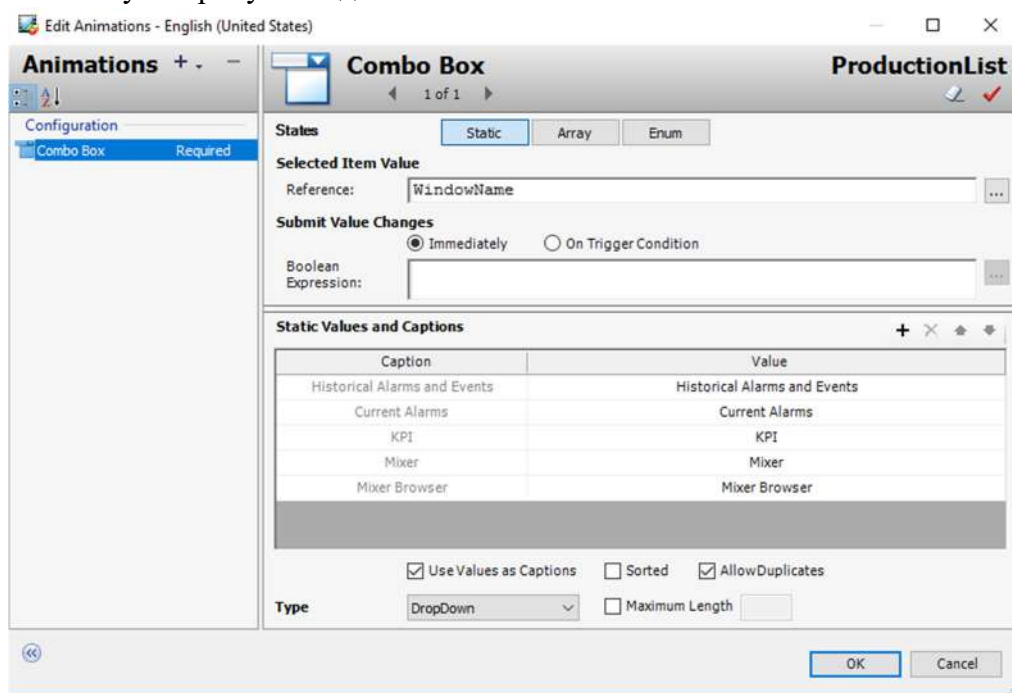 Edit Animations - English (United States)
Animations
Combo Box
ProductionList
1 of 1
Configuration
Combo Box Required
States Static Array Enum
Selected Item Value
Reference: WindowName ...
Submit Value Changes
Immediately On Trigger Condition
Boolean
Expression: ...
Static Values and Captions
Caption Value
Historical Alarms and Events Historical Alarms and Events
Current Alarms Current Alarms
KPI KPI
Mixer Mixer
Mixer Browser Mixer Browser
Use Values as Captions Sorted AllowDuplicates
Type DropDown Maximum Length
OK Cancel